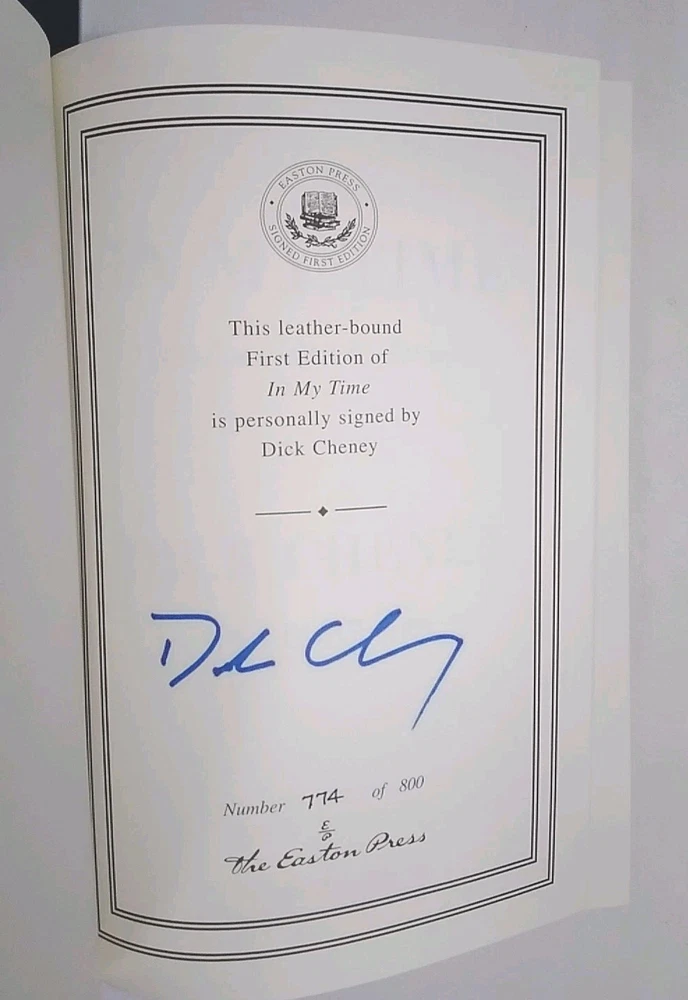 EASTON PRESS
SIGNED FIRST EDITION
This leather-bound
First Edition of
In My Time
is personally signed by
Dick Cheney
Number 774 of 800
E
P
The Easton Press